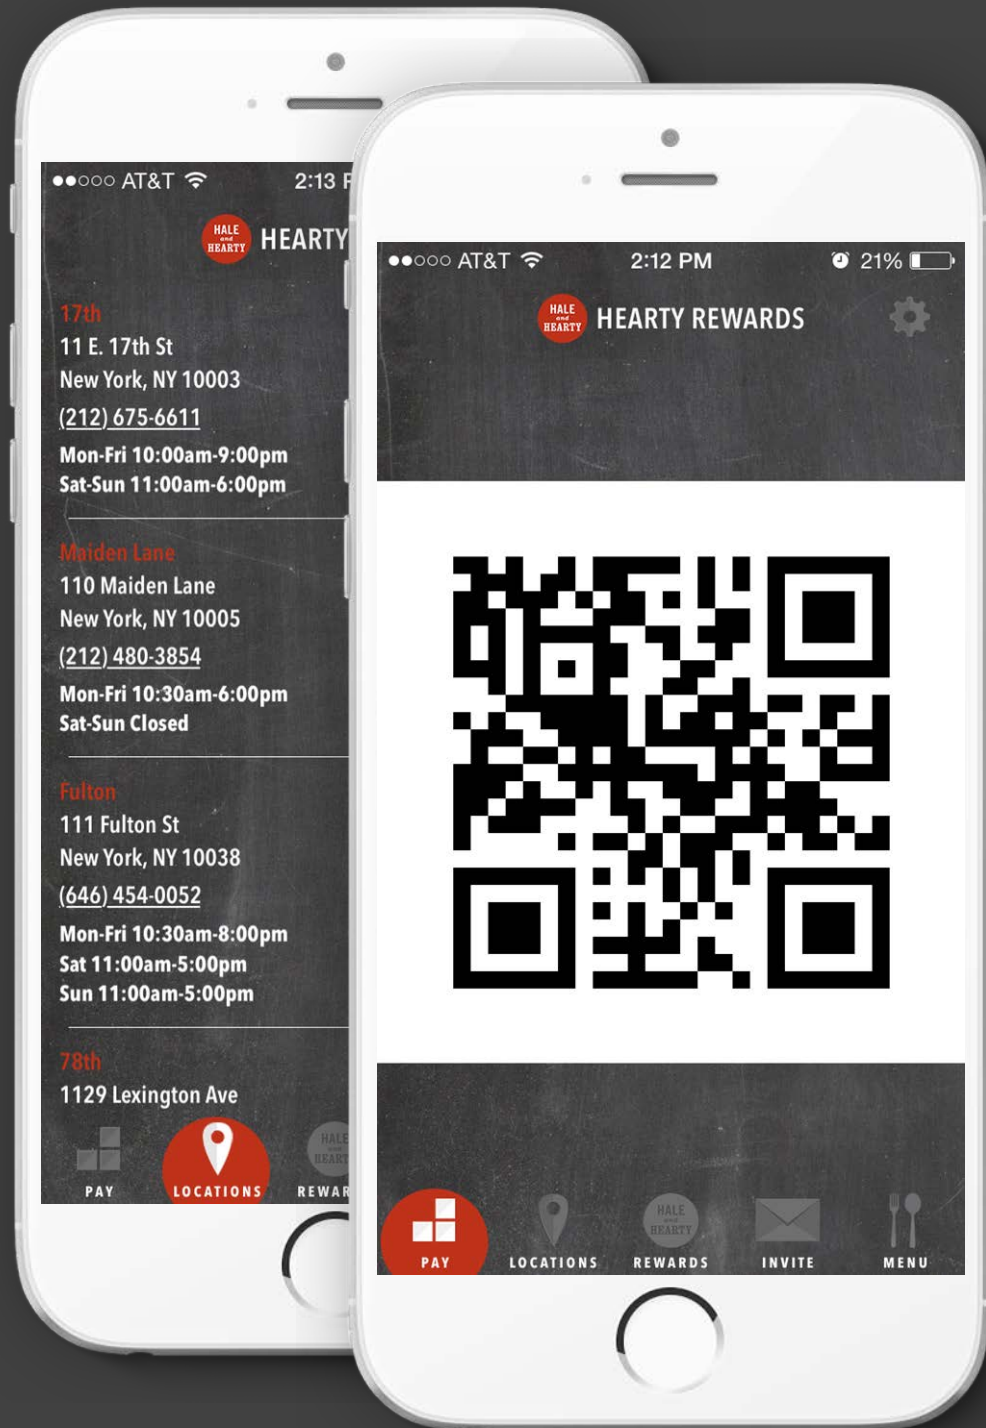 ●●○○○ AT&T 2:13
HALE
and
HEARTY
HEARTY
17th
11 E. 17th St
New York, NY 10003
(212) 675-6611
Mon-Fri 10:00am-9:00pm
Sat-Sun 11:00am-6:00pm
Maiden Lane
110 Maiden Lane
New York, NY 10005
(212) 480-3854
Mon-Fri 10:30am-6:00pm
Sat-Sun Closed
Fulton
111 Fulton St
New York, NY 10038
(646) 454-0052
Mon-Fri 10:30am-8:00pm
Sat 11:00am-5:00pm
Sun 11:00am-5:00pm
78th
1129 Lexington Ave
PAY LOCATIONS
●●○○○ AT&T 2:12 PM 21%
HALE
and
HEARTY
HEARTY REWARDS
HALE
and
HEARTY
PAY LOCATIONS REWARDS INVITE MENU